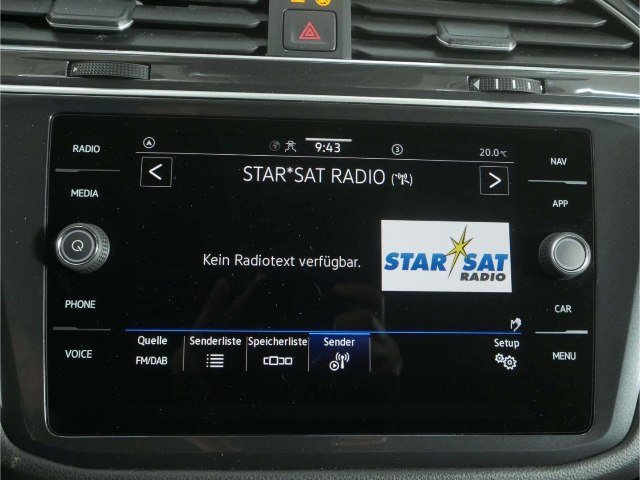 RADIO
MEDIA
PHONE
VOICE
9:43
3
20.0 °C
<
STAR*SAT RADIO
>
Kein Radiotext verfügbar.
STAR SAT
RADIO
Quelle
FM/DAB
Senderliste
Speicherliste
Sender
Setup
NAV
APP
CAR
MENU